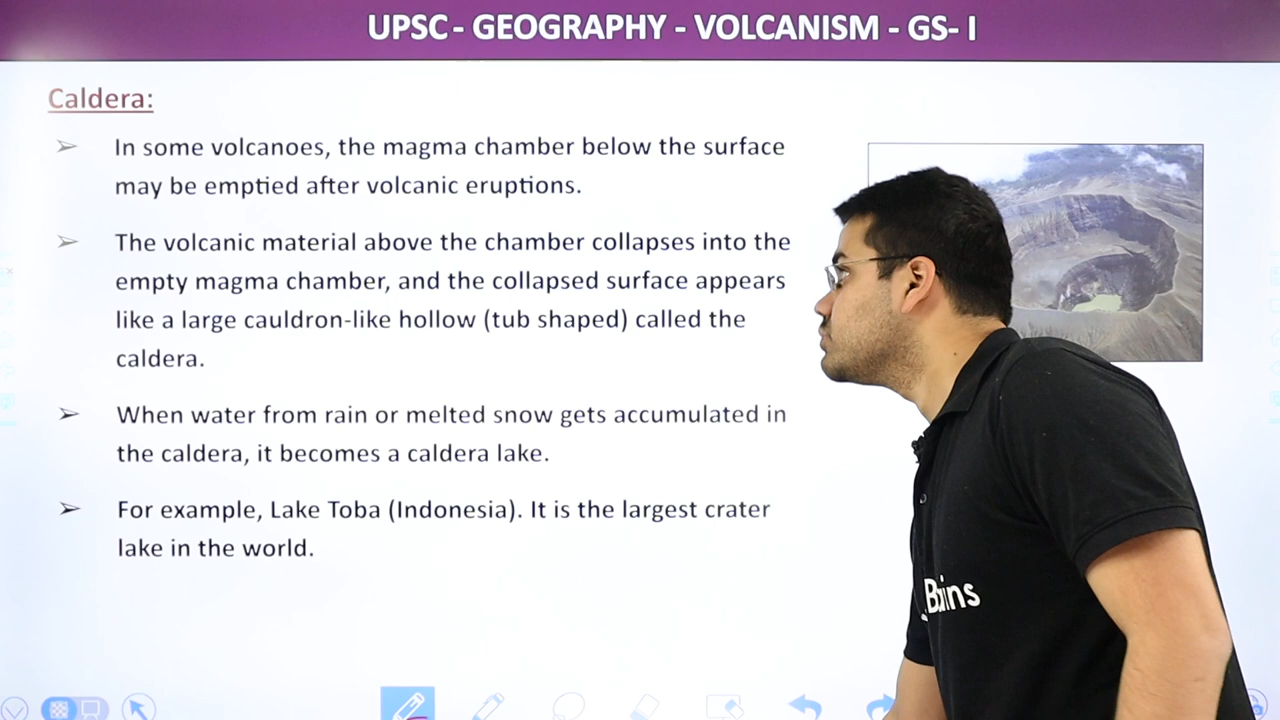 UPSC - GEOGRAPHY - VOLCANISM - GS- I
Caldera:
➢ In some volcanoes, the magma chamber below the surface
may be emptied after volcanic eruptions.
➢ The volcanic material above the chamber collapses into the
empty magma chamber, and the collapsed surface appears
like a large cauldron-like hollow (tub shaped) called the
caldera.
➢ When water from rain or melted snow gets accumulated in
the caldera, it becomes a caldera lake.
➢ For example, Lake Toba (Indonesia). It is the largest crater
lake in the world.
Brains